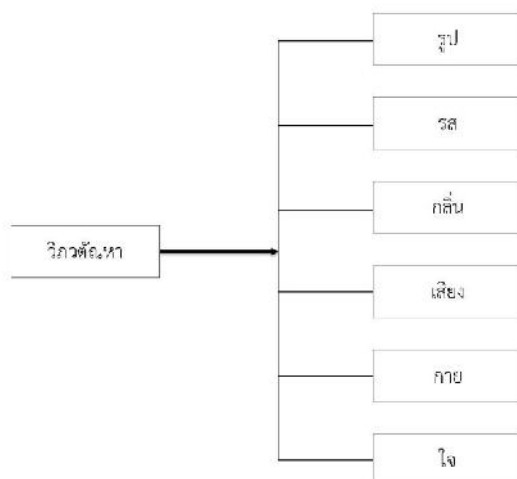 รูป
รส
กลิ่น
วิภวตัณหา
เสียง
กาย
ใจ